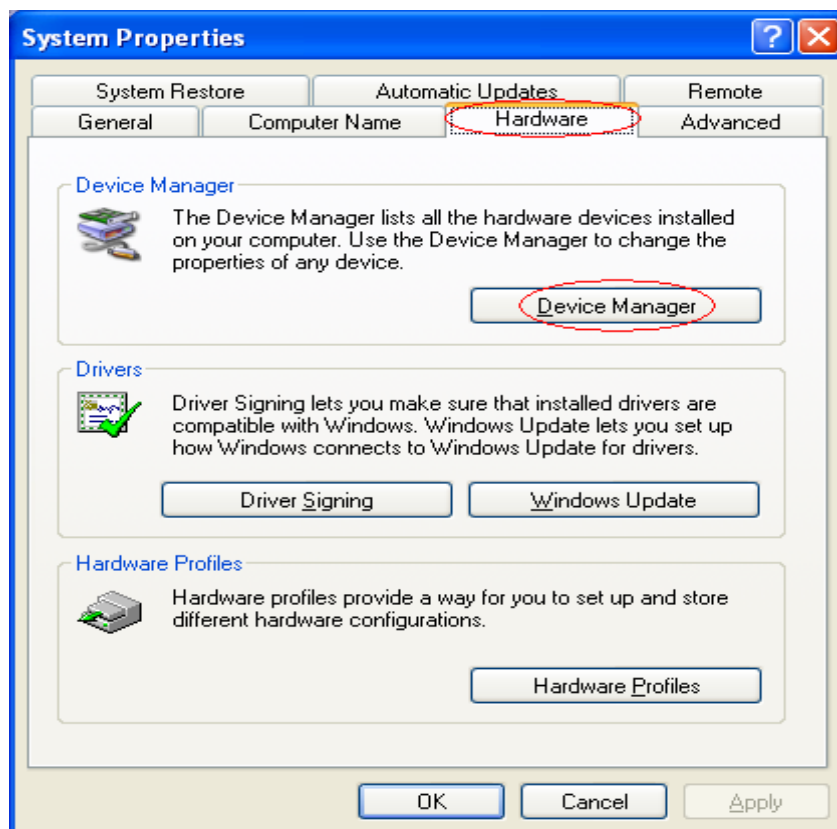 System Properties
System Restore
Automatic Updates
Remote
General
Computer Name
Hardware
Advanced
Device Manager
The Device Manager lists all the hardware devices installed
on your computer. Use the Device Manager to change the
properties of any device.
Device Manager
Drivers
Driver Signing lets you make sure that installed drivers are
compatible with Windows. Windows Update lets you set up
how Windows connects to Windows Update for drivers.
Driver Signing
Windows Update
Hardware Profiles
Hardware profiles provide a way for you to set up and store
different hardware configurations.
Hardware Profiles
OK
Cancel
Apply